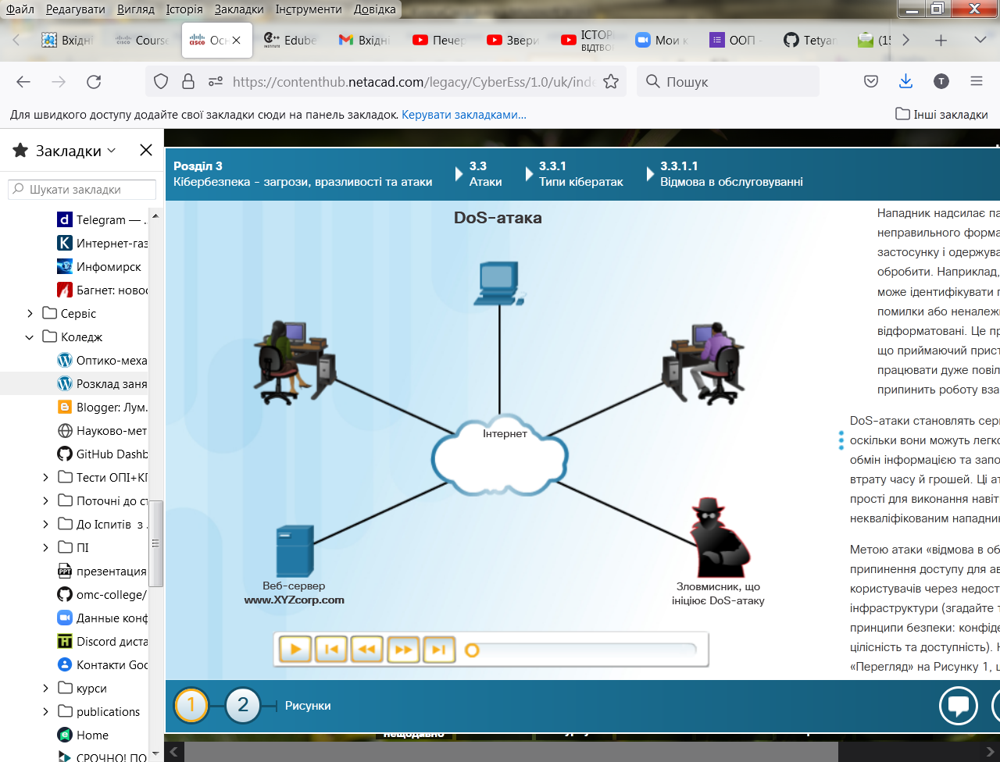 Файл Редагувати Вигляд Історія Закладки Інструменти Довідка
Вхідні Course Осн Edube Вхідні Печер Звери ІСТОР Мои к ООП - Tetyan (15
ВІДТВО
https://contenthub.netacad.com/legacy/CyberEss/1.0/uk/inde
Пошук
Для швидкого доступу додайте свої закладки сюди на панель закладок. Керувати закладками...
Інші закладки
Закладки
Шукати закладки
Telegram — .
Интернет-газ
Инфомирск
Багнет: новос
Сервіс
Коледж
Оптико-меха
Розклад заня
Blogger: Лум.
Науково-мет
GitHub Dashb
Тести ОПІ+КГ
Поточні до ст
До Іспитів з .
ПІ
презентация
omc-college/
Данные конф
Discord диста
Контакти Goo
курси
publications
Home
СРОЧНО! ПО
Розділ 3
Кібербезпека - загрози, вразливості та атаки
3.3
Атаки
3.3.1
Типи кібератак
3.3.1.1
Відмова в обслуговуванні
DoS-атака
Інтернет
Веб-сервер
www.XYZcorp.com
Зловмисник, що
ініціює DoS-атаку
Нападник надсилає па
неправильного форма
застосунку і одержува
обробити. Наприклад,
може ідентифікувати п
помилки або неналежн
відформатовані. Це пр
що приймаючий прист
працювати дуже повіл
припинить роботу вза
DoS-атаки становлять сері
оскільки вони можуть легко
обмін інформацією та запо
втрату часу й грошей. Ці ат
прості для виконання навіт
некваліфікованим нападни
Метою атаки «відмова в об
припинення доступу для ав
користувачів через недост
інфраструктури (згадайте т
принципи безпеки: конфіде
цілісність та доступність). Н
«Перегляд» на Рисунку 1, щ
1 2 Рисунки
нещодавно